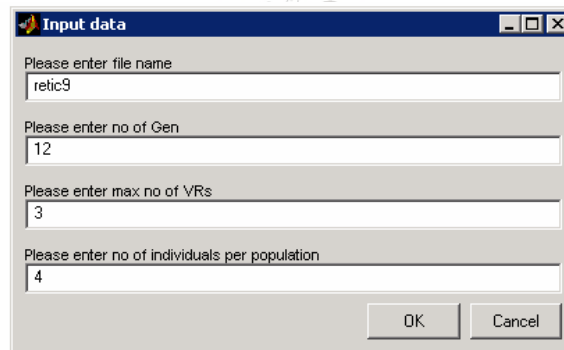 Input data
Please enter file name
retic9
Please enter no of Gen
12
Please enter max no of VRs
3
Please enter no of individuals per population
4
OK Cancel